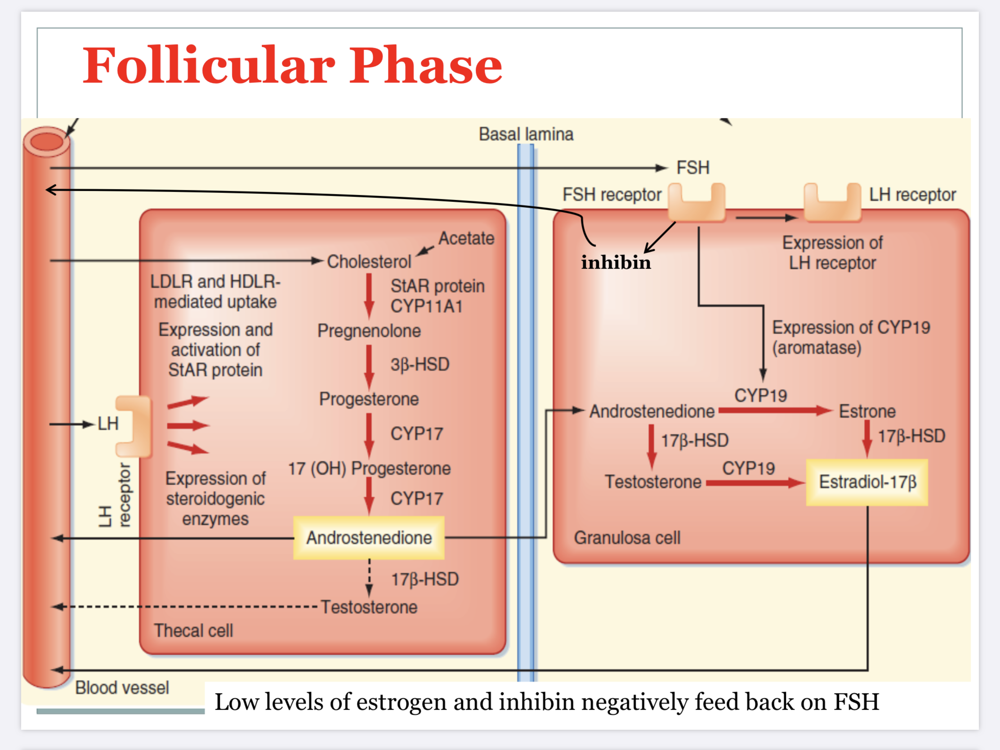 Follicular Phase
Basal lamina
FSH
FSH receptor
LH receptor
Expression of
LH receptor
inhibin
Acetate
Cholesterol
LDLR and HDLR-
mediated uptake
StAR protein
CYP11A1
Expression and
activation of
StAR protein
Pregnenolone
3β-HSD
Progesterone
CYP17
LH
LH
receptor
17 (OH) Progesterone
Expression of
steroidogenic
enzymes
CYP17
Androstenedione
17β-HSD
Testosterone
Thecal cell
Expression of CYP19
(aromatase)
CYP19
Androstenedione
Estrone
17β-HSD
17β-HSD
CYP19
Testosterone
Estradiol-17β
Granulosa cell
Blood vessel
Low levels of estrogen and inhibin negatively feed back on FSH